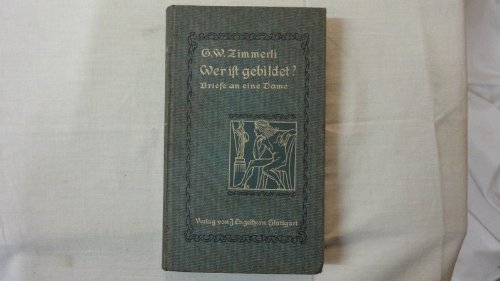 G.W. Zimmerli
Wer ist gebildet?
Briefe an eine Dame
Verlag von J. Engelhorn Stuttgart